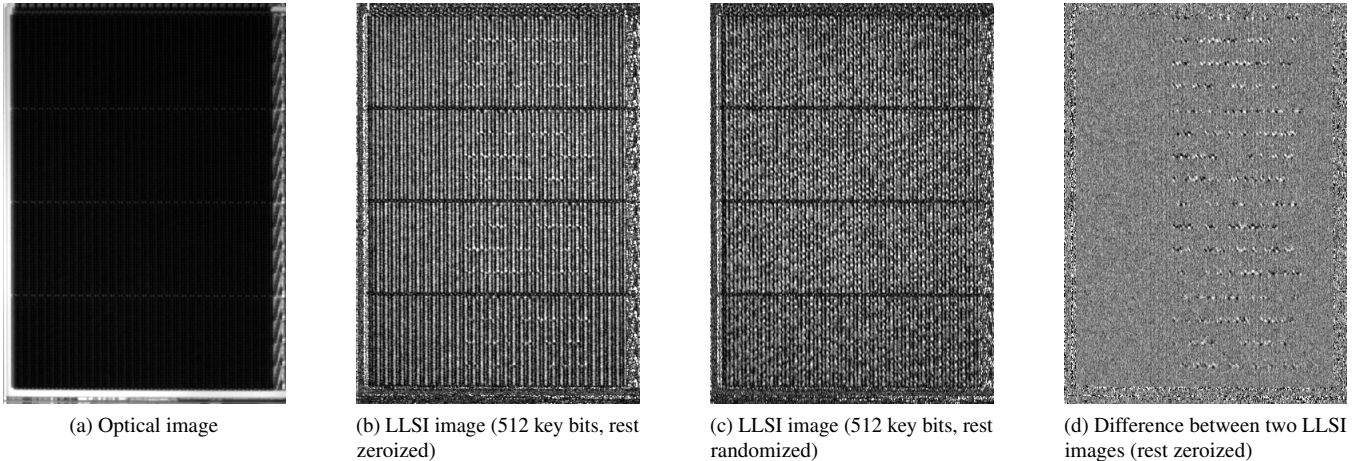 (a) Optical image
(b) LLSI image (512 key bits, rest
zeroized)
(c) LLSI image (512 key bits, rest
randomized)
(d) Difference between two LLSI
images (rest zeroized)